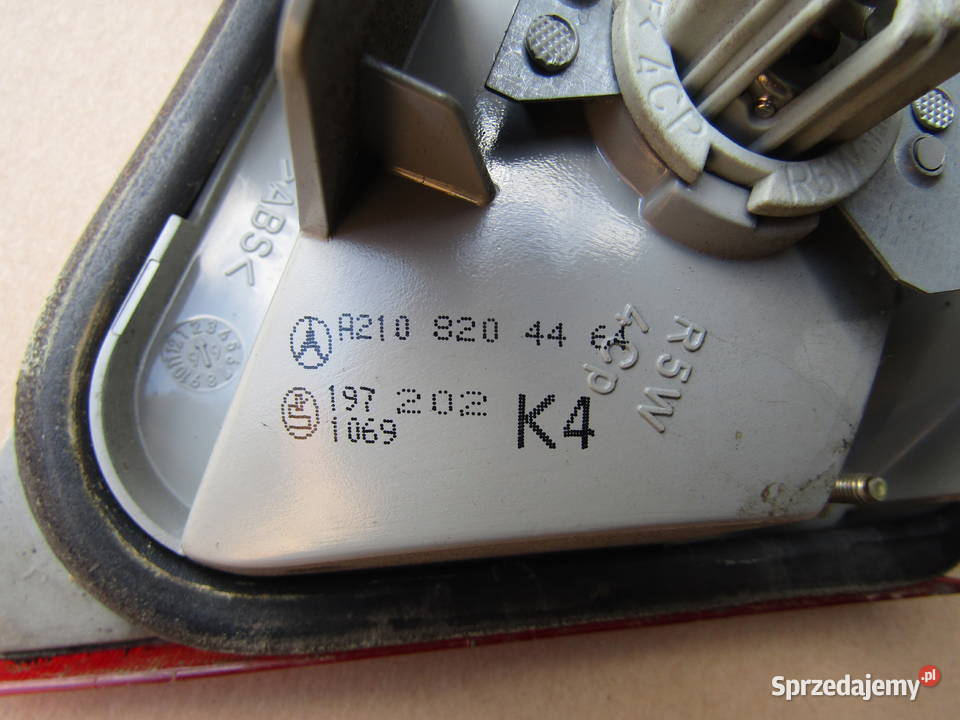 4CP
R5W
>ABS<
A210 820 44 64
R5W
4CP
197 202 K4
1069
Sprzedajemy.pl